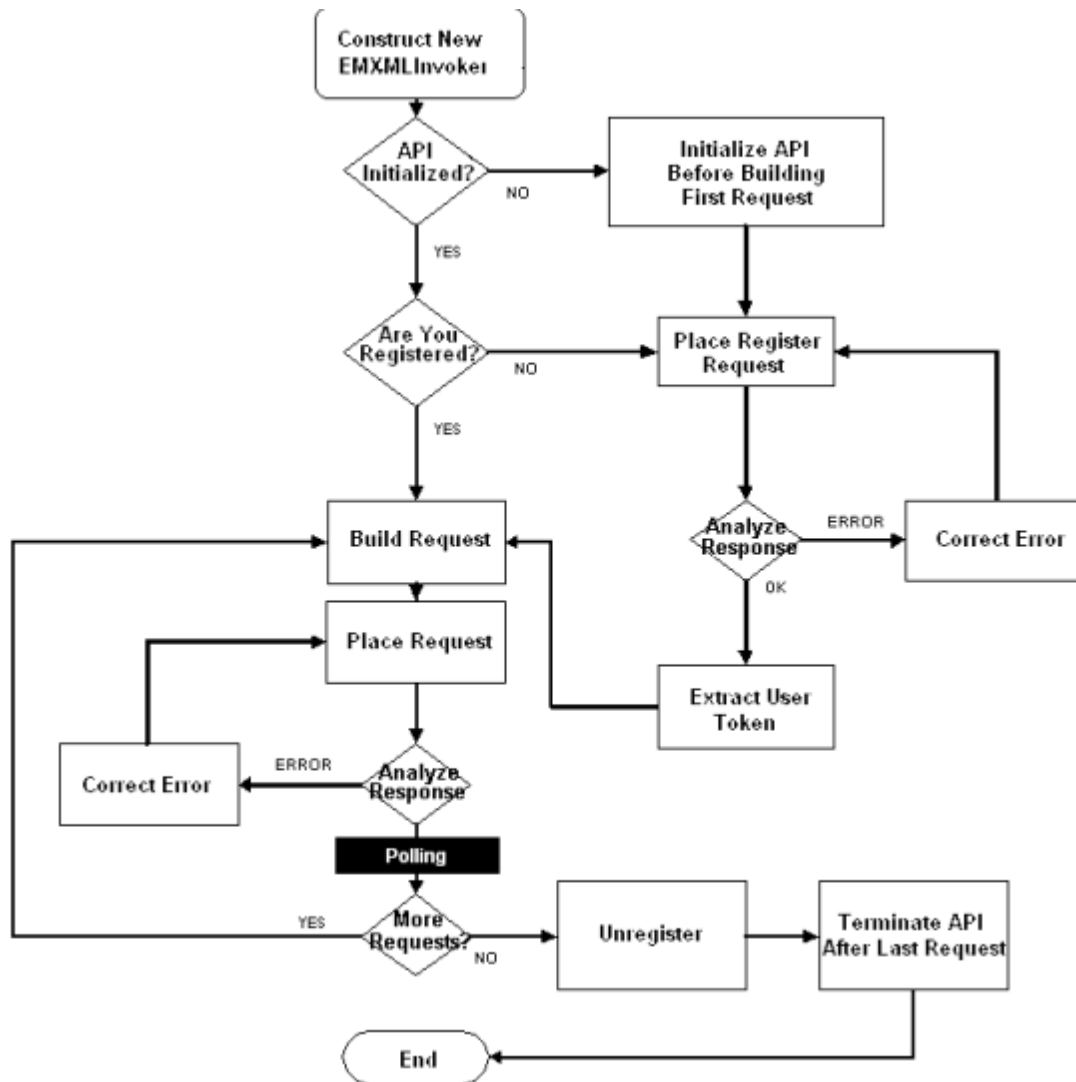 Construct New
EMXMLInvoker
API
Initialized?
NO
Initialize API
Before Building
First Request
YES
Are You
Registered?
NO
Place Register
Request
YES
Build Request
Analyze
Response
ERROR
Correct Error
OK
Place Request
Extract User
Token
Correct Error
ERROR
Analyze
Response
Polling
YES
More
Requests?
NO
Unregister
Terminate API
After Last Request
End